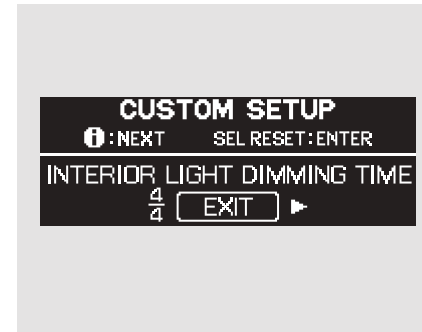 CUSTOM SETUP
i:NEXT SEL RESET:ENTER
INTERIOR LIGHT DIMMING TIME
4/4 EXIT ►